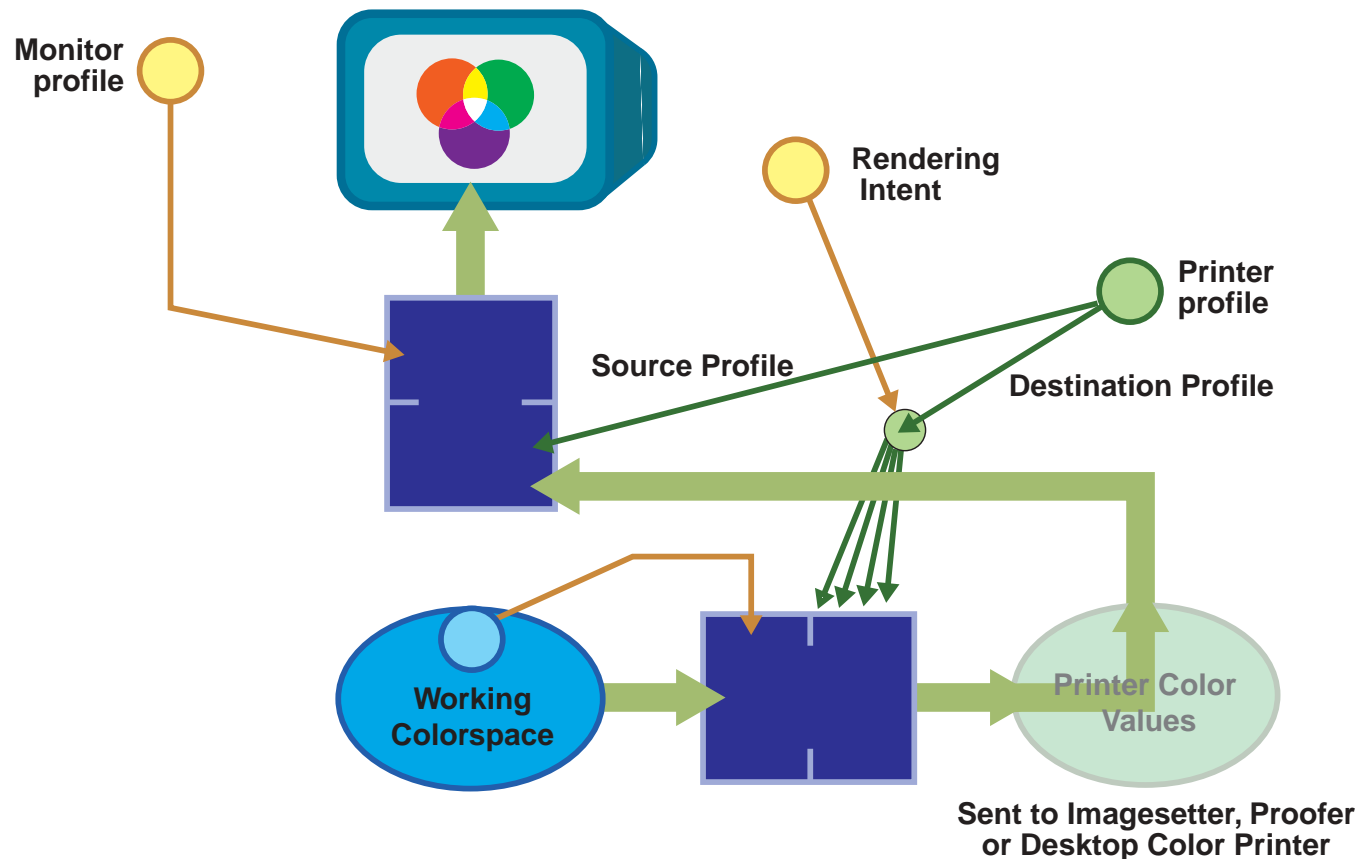 Monitor
profile
Rendering
Intent
Printer
profile
Source Profile
Destination Profile
Working
Colorspace
Printer Color
Values
Sent to Imagesetter, Proofer
or Desktop Color Printer